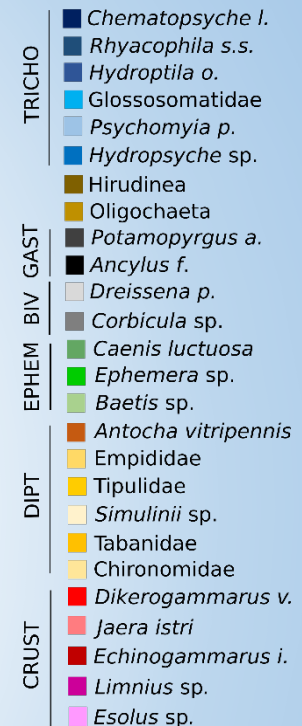 TRICHO
Chematopsyche l.
Rhyacophila s.s.
Hydroptila o.
Glossosomatidae
Psychomyia p.
Hydropsyche sp.
Hirudinea
Oligochaeta
GAST
Potamopyrgus a.
Ancylus f.
BIV
Dreissena p.
Corbicula sp.
EPHEM
Caenis luctuosa
Ephemera sp.
Baetis sp.
DIPT
Antocha vitripennis
Empididae
Tipulidae
Simulinii sp.
Tabanidae
Chironomidae
CRUST
Dikerogammarus v.
Jaera istri
Echinogammarus i.
Limnius sp.
Esolus sp.